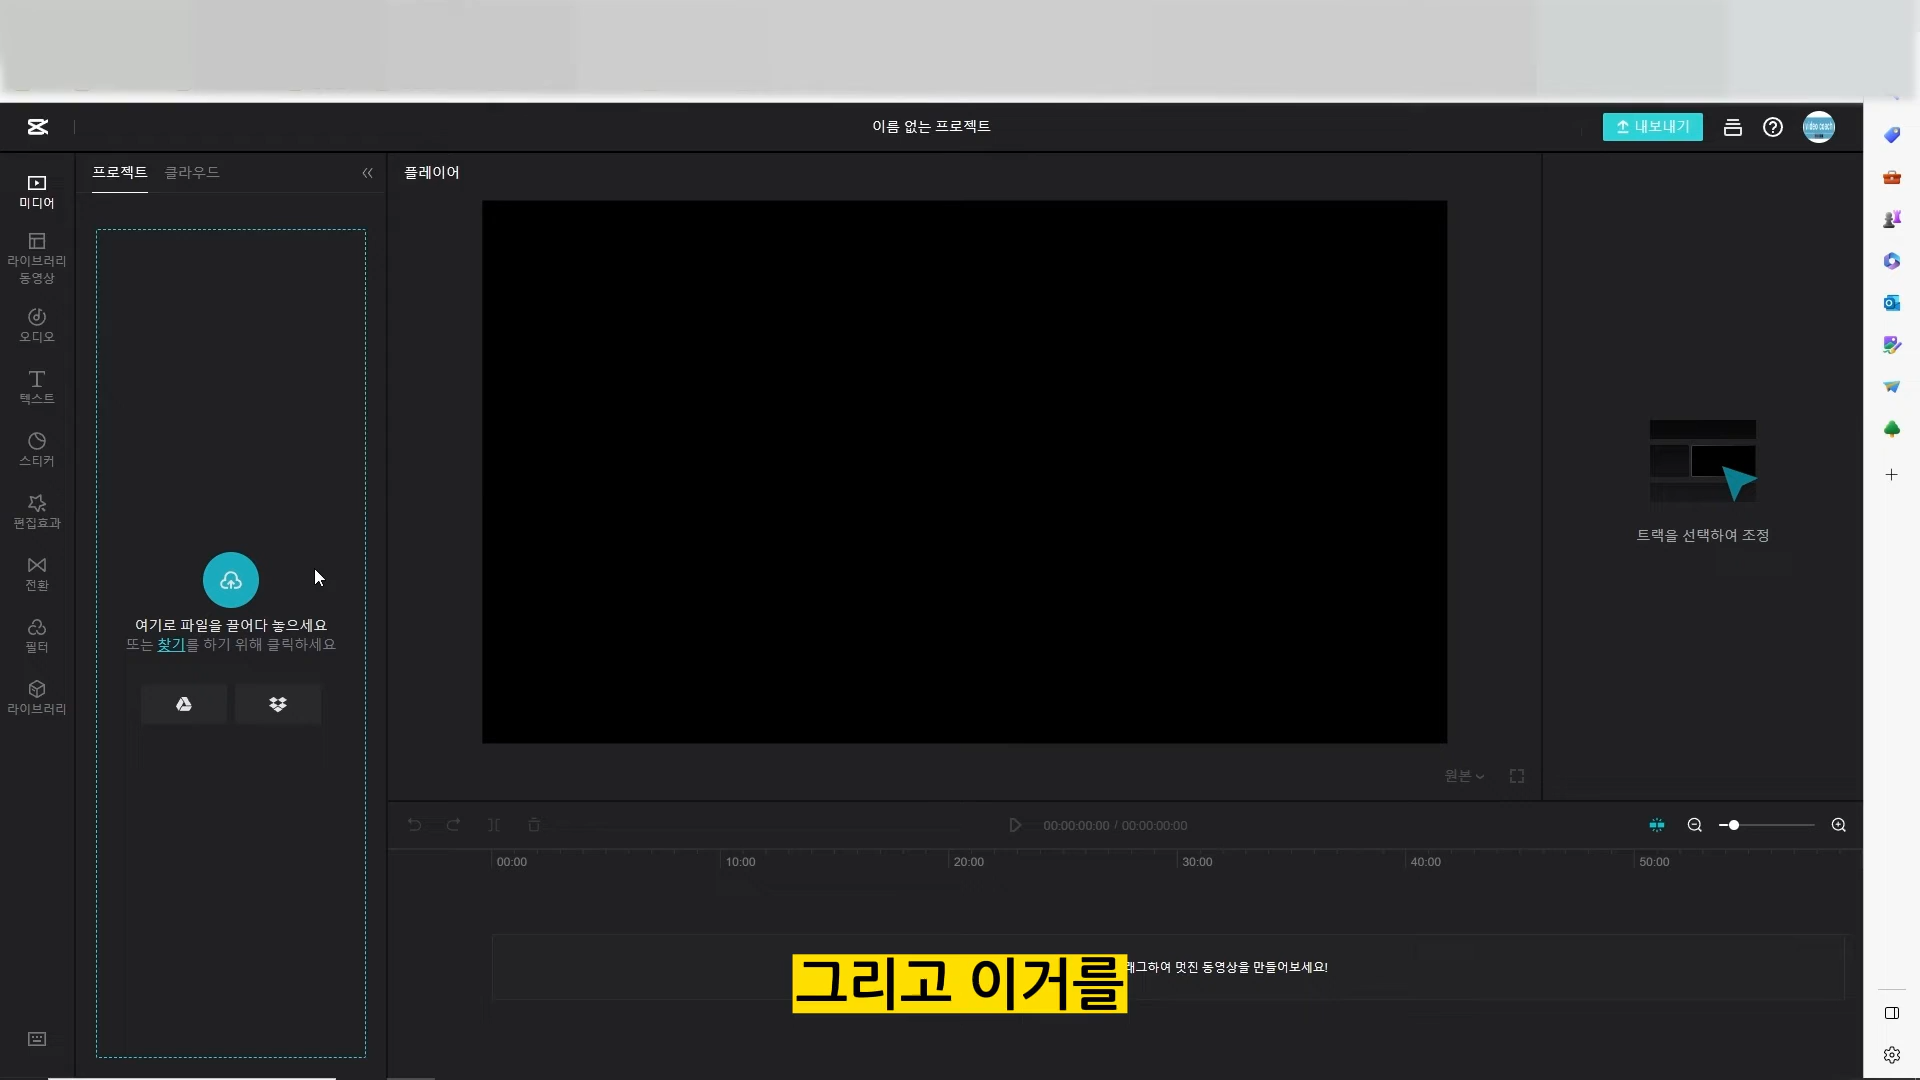 이름 없는 프로젝트
내보내기
video coach
프로젝트
클라우드
플레이어
미디어
라이브러리
동영상
오디오
텍스트
스티커
편집효과
전환
필터
라이브러리
여기로 파일을 끌어다 놓으세요
또는 찾기를 하기 위해 클릭하세요
트랙을 선택하여 조정
원본
00:00:00:00 / 00:00:00:00
00:00
10:00
20:00
30:00
40:00
50:00
래그하여 멋진 동영상을 만들어보세요!
그리고 이거를